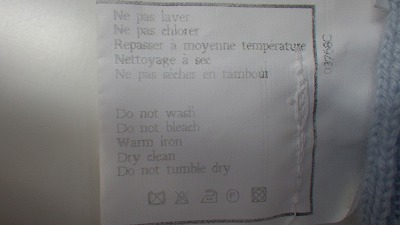 Ne pas laver
Ne pas chlorer
Repasser à moyenne température
Nettoyage à sec
Ne pas sècher en tambour
Do not wash
Do not bleach
Warm iron
Dry clean
Do not tumble dry